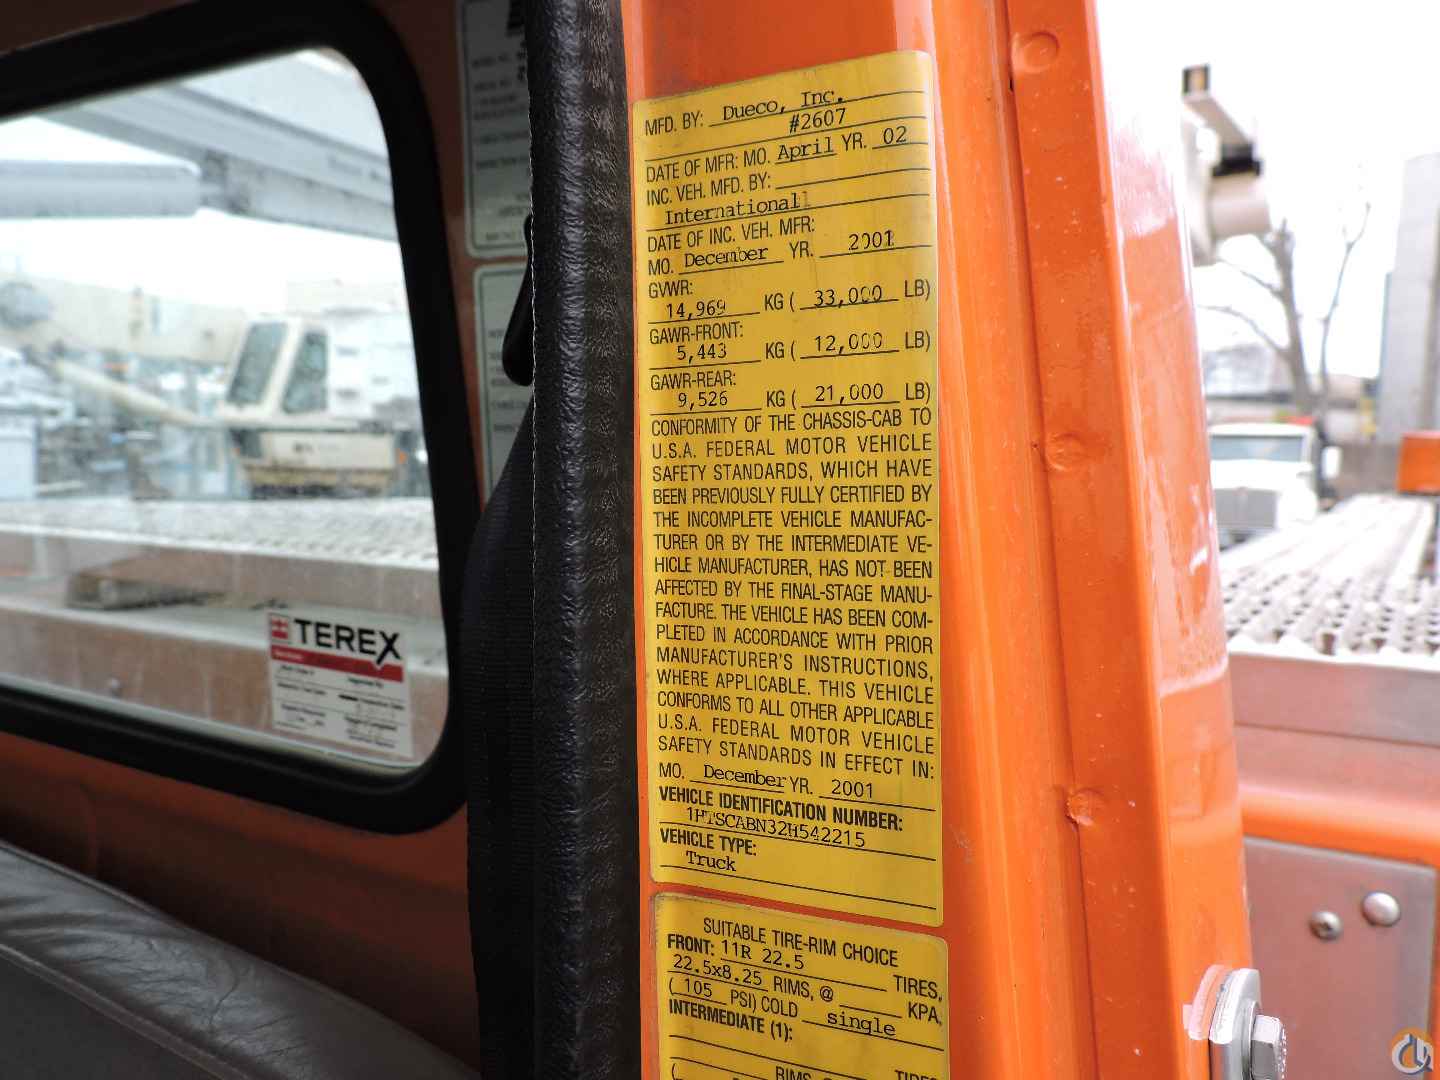 MFD. BY: Dueco, Inc.
#2607
DATE OF MFR: MO. April YR. 02
INC. VEH. MFD. BY:
International
DATE OF INC. VEH. MFR:
MO. December YR. 2001
GVWR:
14,969 KG ( 33,000 LB)
GAWR-FRONT:
5,443 KG ( 12,000 LB)
GAWR-REAR:
9,526 KG ( 21,000 LB)
CONFORMITY OF THE CHASSIS-CAB TO
U.S.A. FEDERAL MOTOR VEHICLE
SAFETY STANDARDS, WHICH HAVE
BEEN PREVIOUSLY FULLY CERTIFIED BY
THE INCOMPLETE VEHICLE MANUFAC-
TURER OR BY THE INTERMEDIATE VE-
HICLE MANUFACTURER, HAS NOT BEEN
AFFECTED BY THE FINAL-STAGE MANU-
FACTURE. THE VEHICLE HAS BEEN COM-
PLETED IN ACCORDANCE WITH PRIOR
MANUFACTURER'S INSTRUCTIONS,
WHERE APPLICABLE. THIS VEHICLE
CONFORMS TO ALL OTHER APPLICABLE
U.S.A. FEDERAL MOTOR VEHICLE
SAFETY STANDARDS IN EFFECT IN:
MO. December YR. 2001
VEHICLE IDENTIFICATION NUMBER:
1HTSCABN32H542215
VEHICLE TYPE:
Truck
SUITABLE TIRE-RIM CHOICE
FRONT: 11R 22.5 TIRES,
22.5x8.25 RIMS, @ KPA,
( 105 PSI) COLD single
INTERMEDIATE (1):
TIRES
RIMS,
TEREX